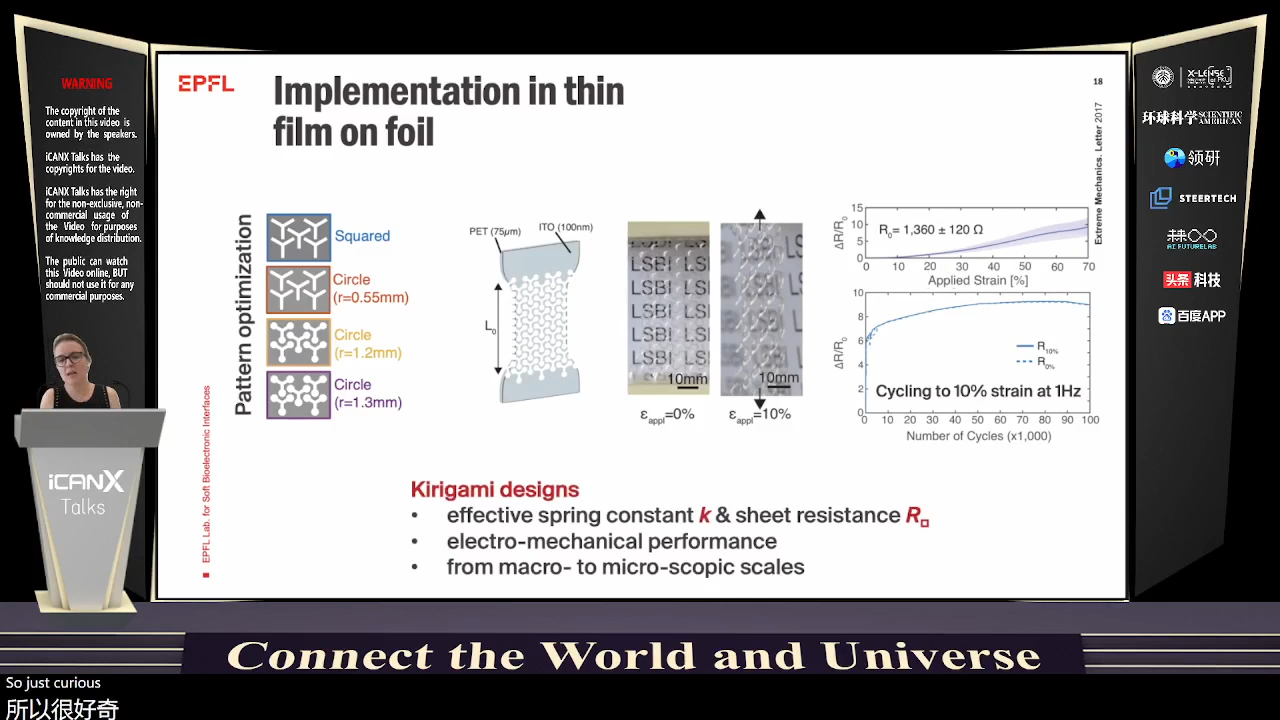 WARNING
The copyright of the
content in this video is
owned by the speakers.
iCANX Talks has the
copyrights for the video.
iCANX Talks has the right
for the non-exclusive, non-
commercial usage of
the Video for purposes
of knowledge distribution.
The public can watch
this Video online, BUT
should not use it for any
commercial purposes.
iCANX
Talks
EPFL
Implementation in thin
film on foil
18
Extreme Mechanics. Letter 2017
EPFL Lab. for Soft Bioelectronic Interfaces
Pattern optimization
Squared
Circle
(r=0.55mm)
Circle
(r=1.2mm)
Circle
(r=1.3mm)
PET (75µm)
ITO (100nm)
L₀
LSBI LSI
LSBI LSI
LSBI LSI
LSBI LSI
LSBI LSI
10mm
10mm
εappl=0%
εappl=10%
ΔR/R₀
15
10
5
0
R₀= 1,360 ± 120 Ω
0 10 20 30 40 50 60 70
Applied Strain [%]
ΔR/R₀
10
8
6
4
2
0
R10%
R0%
Cycling to 10% strain at 1Hz
0 10 20 30 40 50 60 70 80 90 100
Number of Cycles (x1,000)
Kirigami designs
• effective spring constant k & sheet resistance R□
• electro-mechanical performance
• from macro- to micro-scopic scales
环球科学 SCIENTIFIC AMERICAN
领研
STEERTECH
AI FUTURELAB
头条 科技
百度APP
Connect the World and Universe
So just curious
所以很好奇